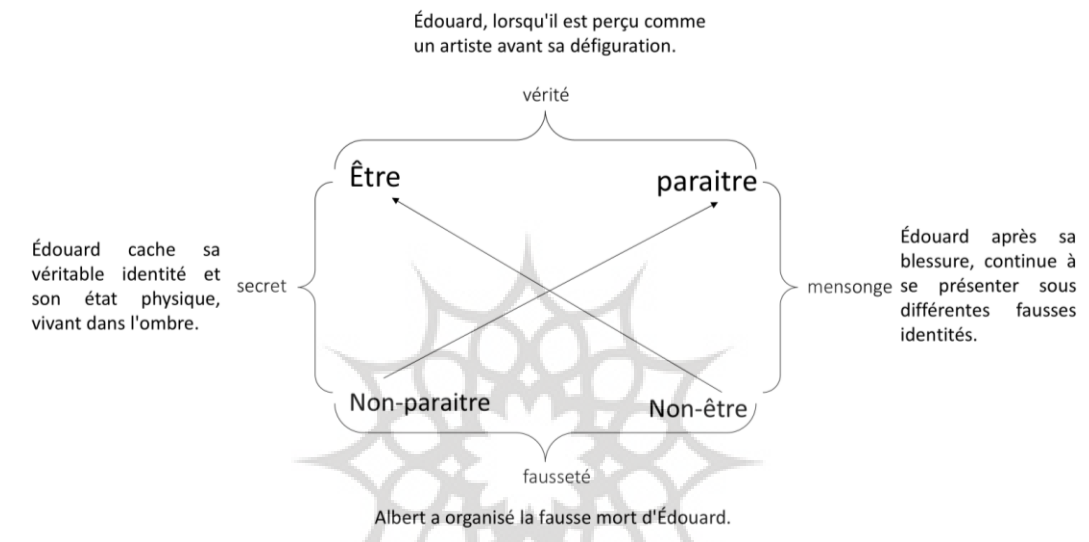 Édouard, lorsqu'il est perçu comme
un artiste avant sa défiguration.
vérité
Être
paraitre
Édouard cache sa
véritable identité et
son état physique,
vivant dans l'ombre.
secret
mensonge
Édouard après sa
blessure, continue à
se présenter sous
différentes fausses
identités.
Non-paraitre
Non-être
fausseté
Albert a organisé la fausse mort d'Édouard.